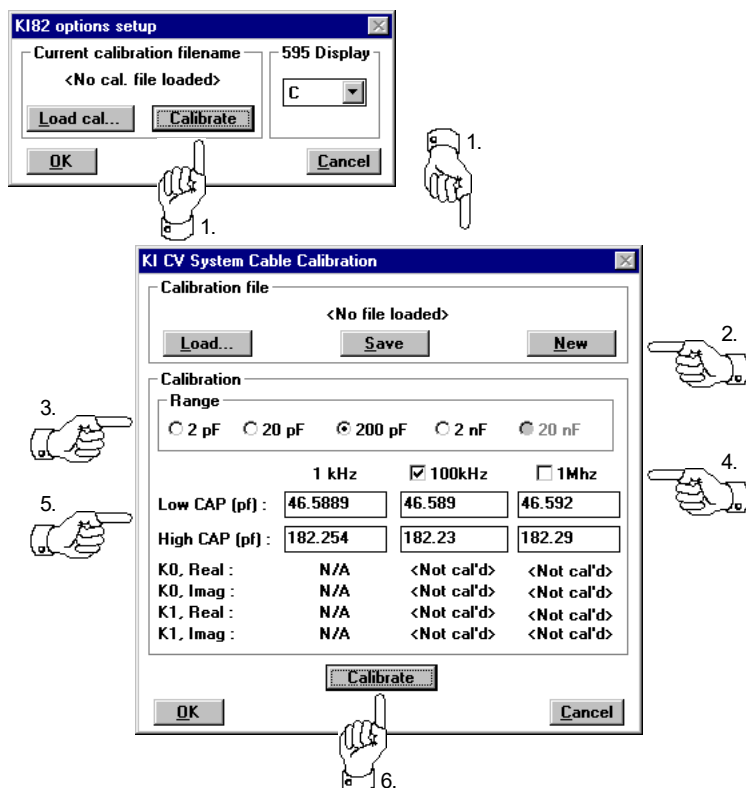 KI82 options setup
Current calibration filename
595 Display
<No cal. file loaded>
C
Load cal...
Calibrate
OK
Cancel
1.
1.
KI CV System Cable Calibration
Calibration file
<No file loaded>
Load...
Save
New
2.
Calibration
Range
3.
2 pF
20 pF
200 pF
2 nF
20 nF
1 kHz
100kHz
1Mhz
4.
5.
Low CAP (pf) : 46.5889 46.589 46.592
High CAP (pf) : 182.254 182.23 182.29
K0, Real : N/A <Not cal'd> <Not cal'd>
K0, Imag : N/A <Not cal'd> <Not cal'd>
K1, Real : N/A <Not cal'd> <Not cal'd>
K1, Imag : N/A <Not cal'd> <Not cal'd>
Calibrate
OK
Cancel
6.